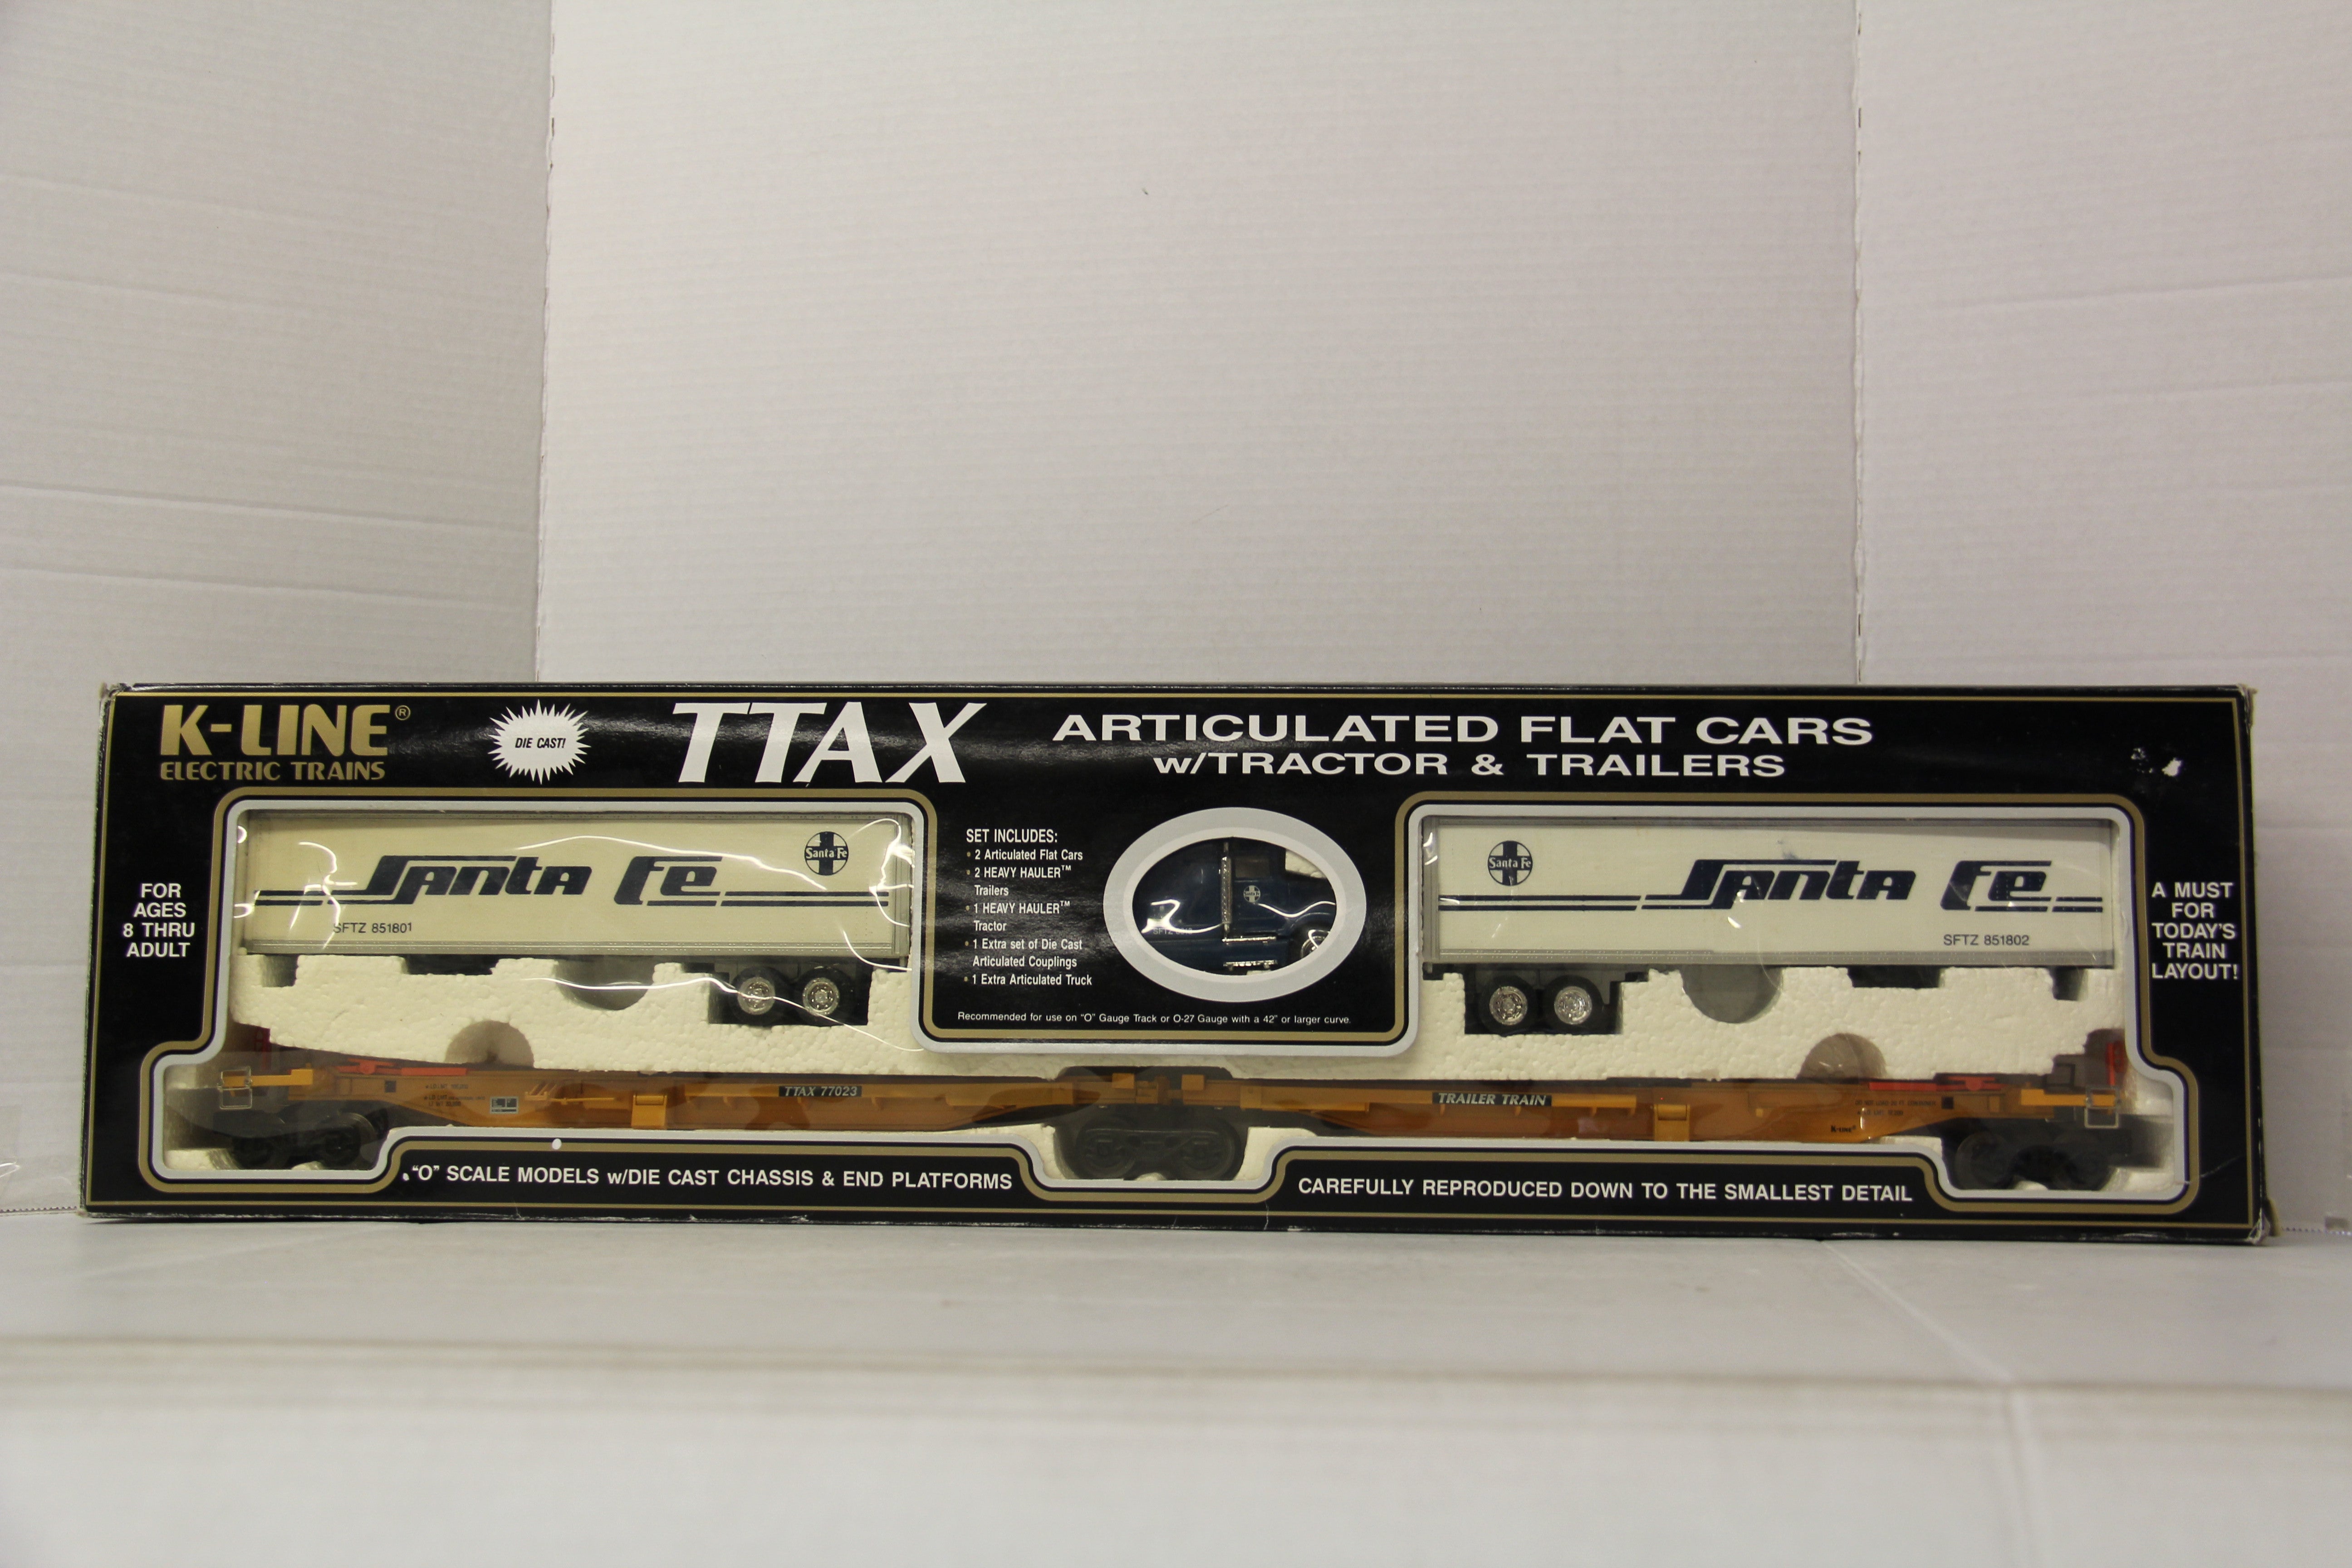 K-LINE®
ELECTRIC TRAINS
DIE CAST!
TTAX
ARTICULATED FLAT CARS
w/TRACTOR & TRAILERS
FOR
AGES
8 THRU
ADULT
Santa Fe
Santa Fe
SFTZ 851801
SET INCLUDES:
• 2 Articulated Flat Cars
• 2 HEAVY HAULER™
Trailers
• 1 HEAVY HAULER™
Tractor
• 1 Extra set of Die Cast
Articulated Couplings
• 1 Extra Articulated Truck
Recommended for use on "O" Gauge Track or O-27 Gauge with a 42" or larger curve.
Santa Fe
Santa Fe
SFTZ 851802
A MUST
FOR
TODAY'S
TRAIN
LAYOUT!
TTAX 77023
TRAILER TRAIN
K-LINE
"O" SCALE MODELS w/DIE CAST CHASSIS & END PLATFORMS
CAREFULLY REPRODUCED DOWN TO THE SMALLEST DETAIL